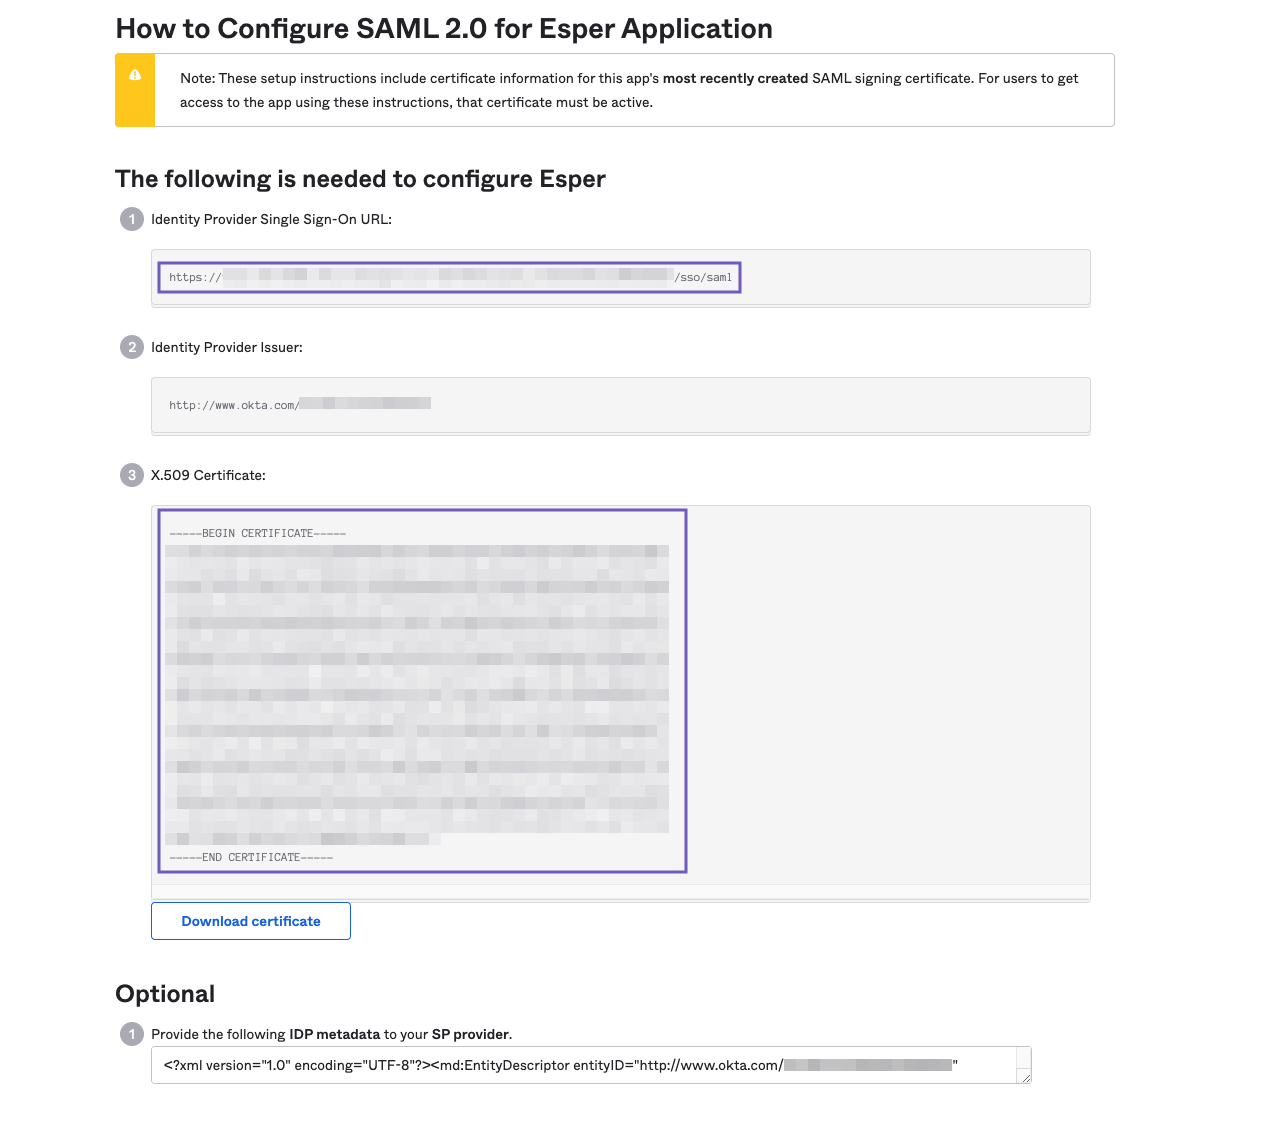 How to Configure SAML 2.0 for Esper Application
Note: These setup instructions include certificate information for this app's most recently created SAML signing certificate. For users to get
access to the app using these instructions, that certificate must be active.
The following is needed to configure Esper
1 Identity Provider Single Sign-On URL:
https:// /sso/saml
2 Identity Provider Issuer:
http://www.okta.com/
3 X.509 Certificate:
-----BEGIN CERTIFICATE-----
-----END CERTIFICATE-----
Download certificate
Optional
1 Provide the following IDP metadata to your SP provider.
<?xml version="1.0" encoding="UTF-8"?><md:EntityDescriptor entityID="http://www.okta.com/ "